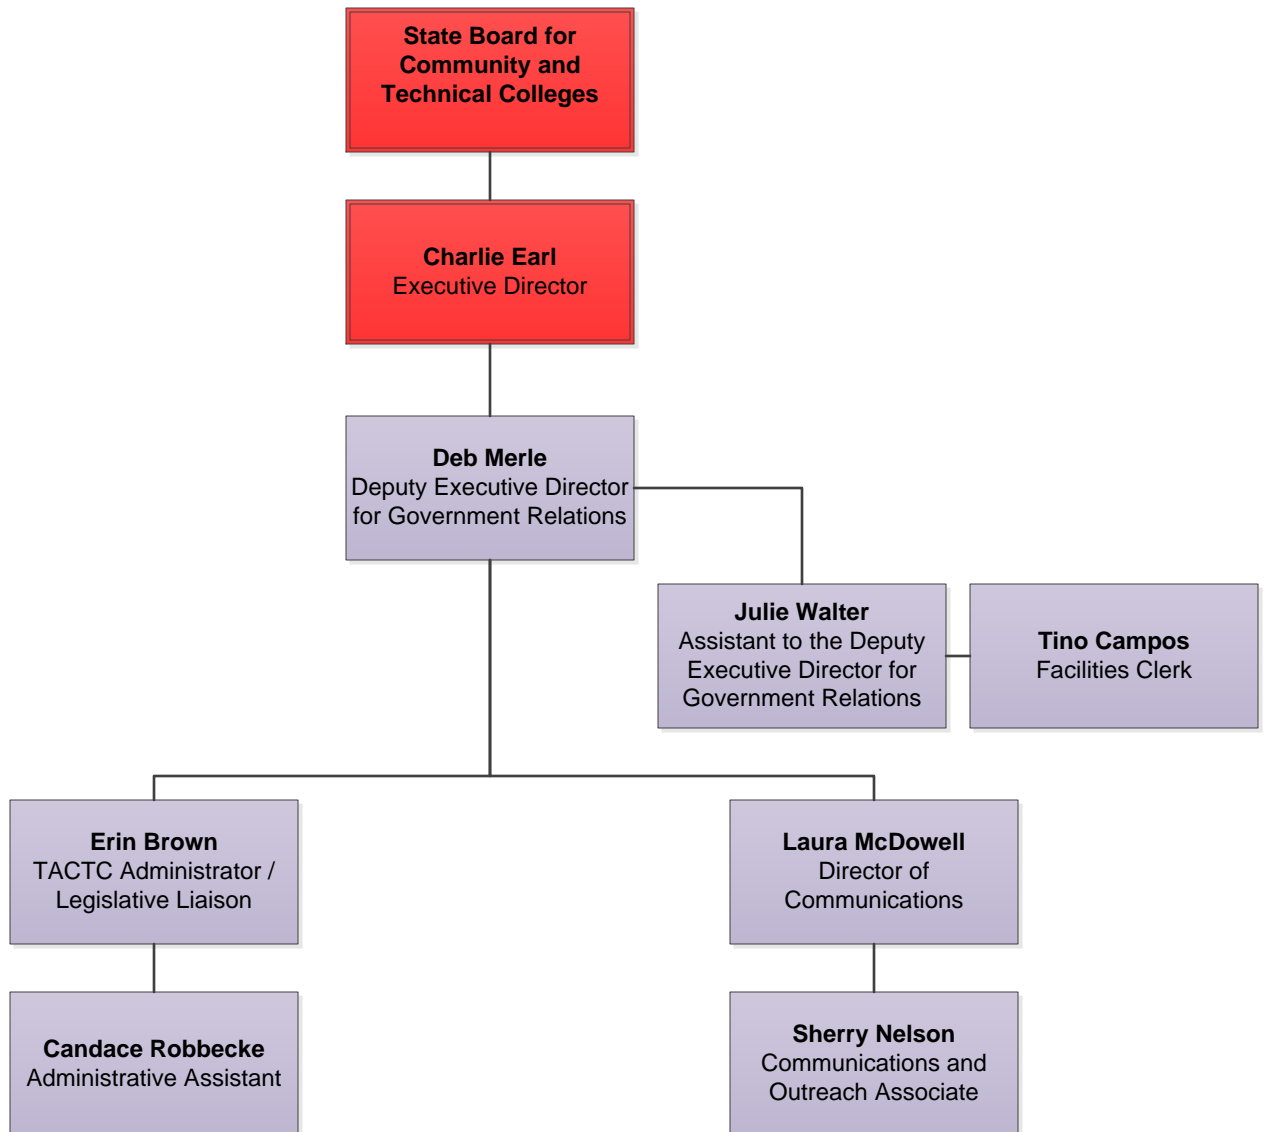 State Board for
Community and
Technical Colleges
Charlie Earl
Executive Director
Deb Merle
Deputy Executive Director
for Government Relations
Julie Walter
Assistant to the Deputy
Executive Director for
Government Relations
Tino Campos
Facilities Clerk
Erin Brown
TACTC Administrator /
Legislative Liaison
Laura McDowell
Director of
Communications
Candace Robbecke
Administrative Assistant
Sherry Nelson
Communications and
Outreach Associate